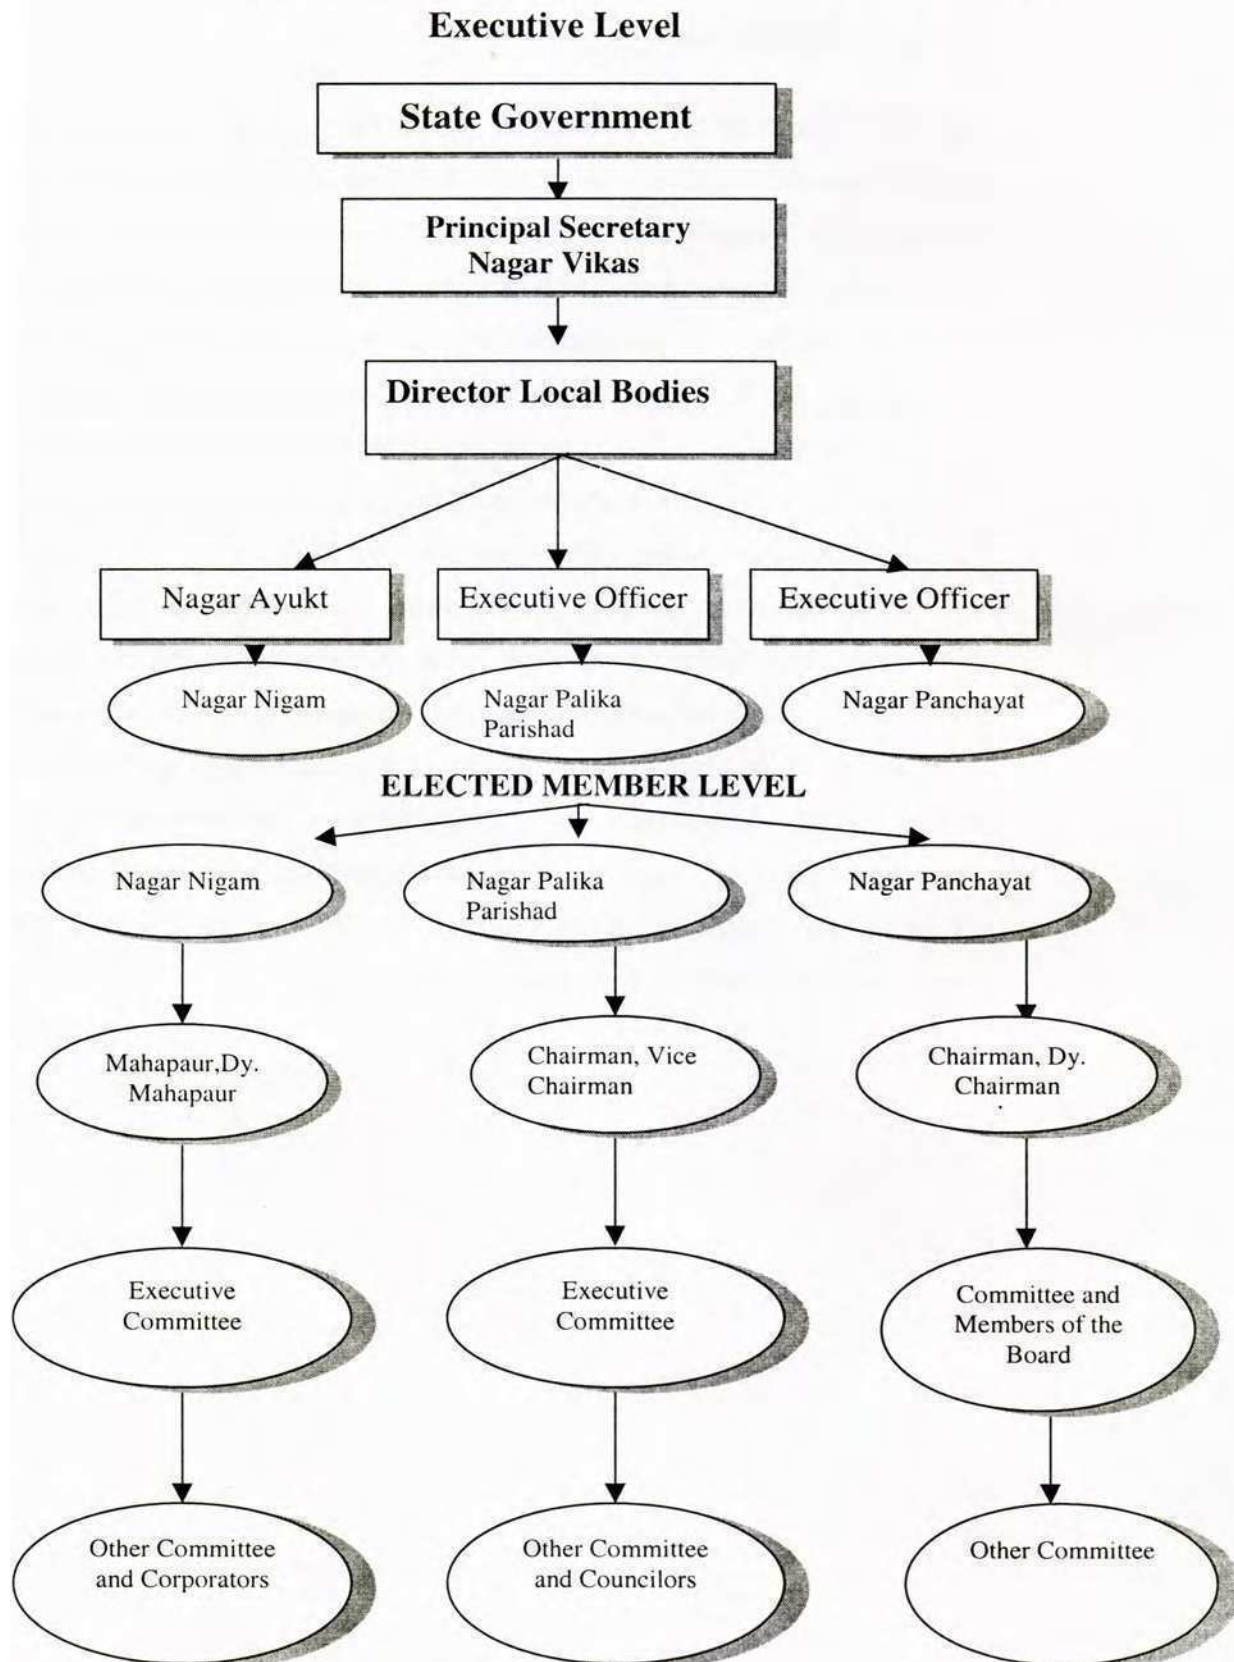 Executive Level
State Government
Principal Secretary
Nagar Vikas
Director Local Bodies
Nagar Ayukt
Executive Officer
Executive Officer
Nagar Nigam
Nagar Palika
Parishad
Nagar Panchayat
ELECTED MEMBER LEVEL
Nagar Nigam
Nagar Palika
Parishad
Nagar Panchayat
Mahapaur,Dy.
Mahapaur
Chairman, Vice
Chairman
Chairman, Dy.
Chairman
Executive
Committee
Executive
Committee
Committee and
Members of the
Board
Other Committee
and Corporators
Other Committee
and Councilors
Other Committee